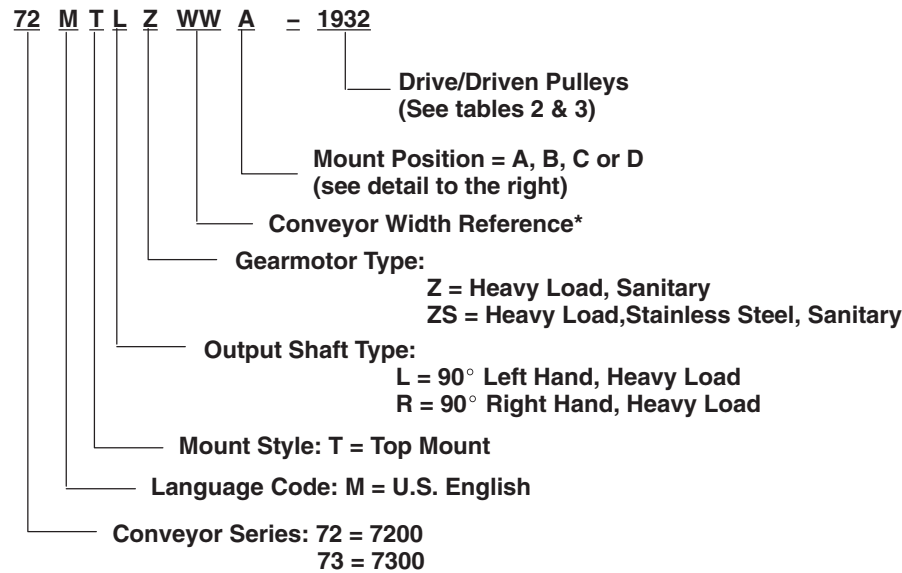 72 M T L Z WW A – 1932
Drive/Driven Pulleys
(See tables 2 & 3)
Mount Position = A, B, C or D
(see detail to the right)
Conveyor Width Reference*
Gearmotor Type:
Z = Heavy Load, Sanitary
ZS = Heavy Load,Stainless Steel, Sanitary
Output Shaft Type:
L = 90° Left Hand, Heavy Load
R = 90° Right Hand, Heavy Load
Mount Style: T = Top Mount
Language Code: M = U.S. English
Conveyor Series: 72 = 7200
73 = 7300